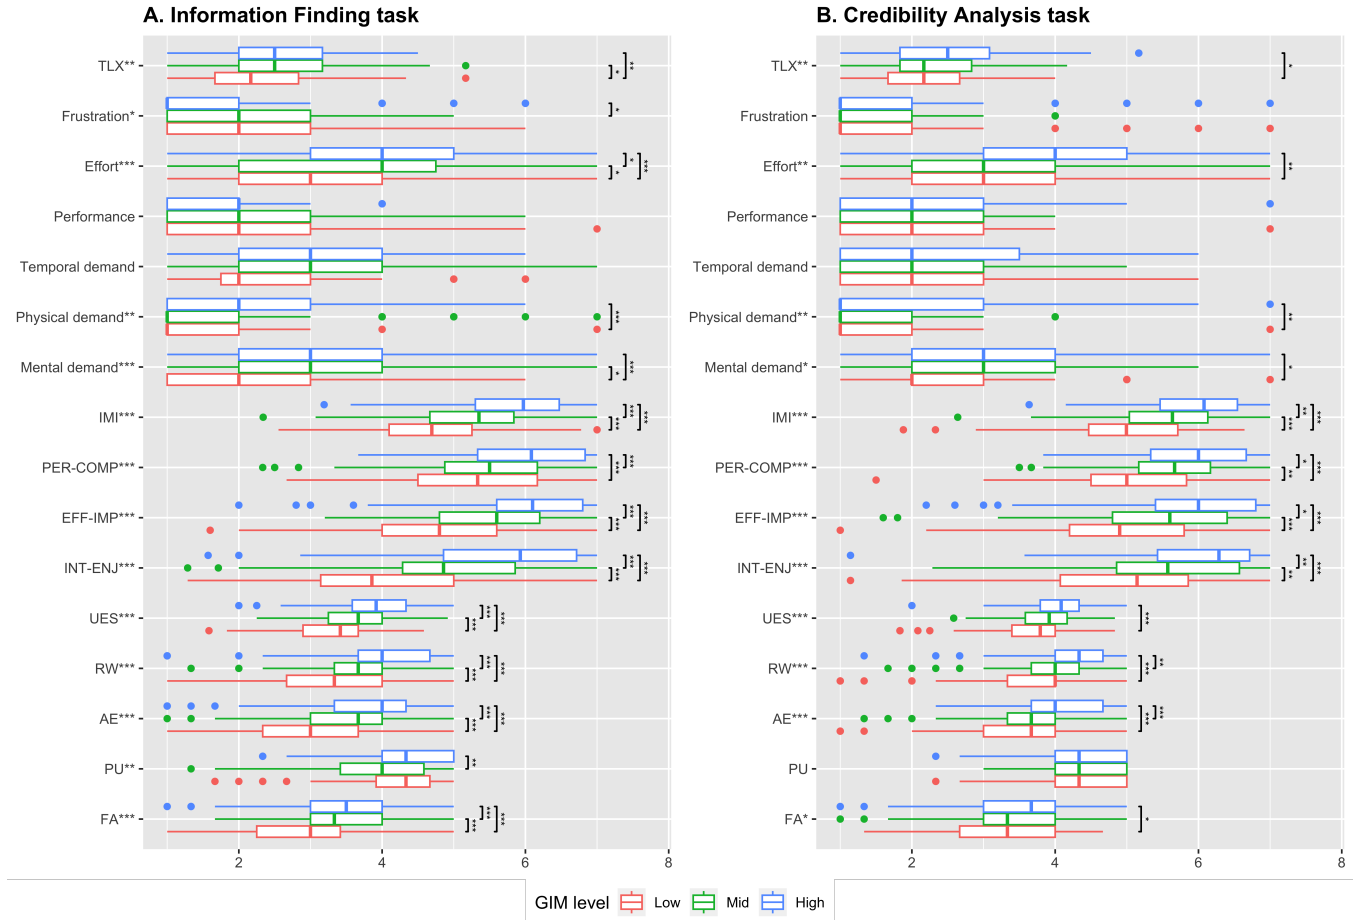 A. Information Finding task
B. Credibility Analysis task
TLX**
Frustration*
Effort***
Performance
Temporal demand
Physical demand**
Mental demand***
IMI***
PER-COMP***
EFF-IMP***
INT-ENJ***
UES***
RW***
AE***
PU**
FA***
2 4 6 8
TLX**
Frustration
Effort**
Performance
Temporal demand
Physical demand**
Mental demand*
IMI***
PER-COMP***
EFF-IMP***
INT-ENJ***
UES***
RW***
AE***
PU
FA*
2 4 6 8
GIM level Low Mid High